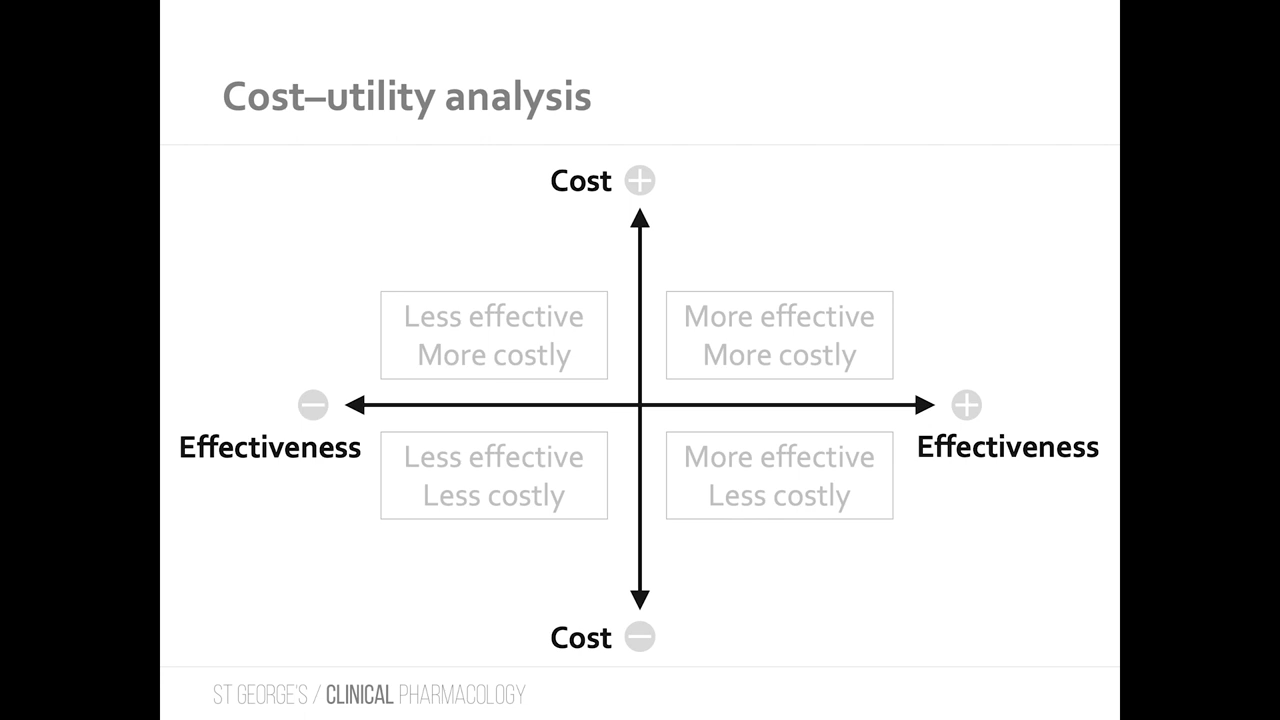 Cost–utility analysis
Cost
Less effective
More costly
More effective
More costly
Effectiveness
Effectiveness
Less effective
Less costly
More effective
Less costly
Cost
ST GEORGE'S / CLINICAL PHARMACOLOGY